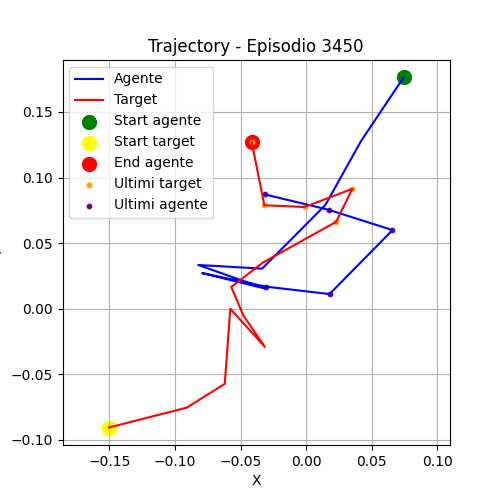 Trajectory - Episodio 3450
Agente
Target
Start agente
Start target
End agente
Ultimi target
Ultimi agente
0.15
0.10
0.05
0.00
−0.05
−0.10
−0.15
−0.10
−0.05
0.00
0.05
0.10
X